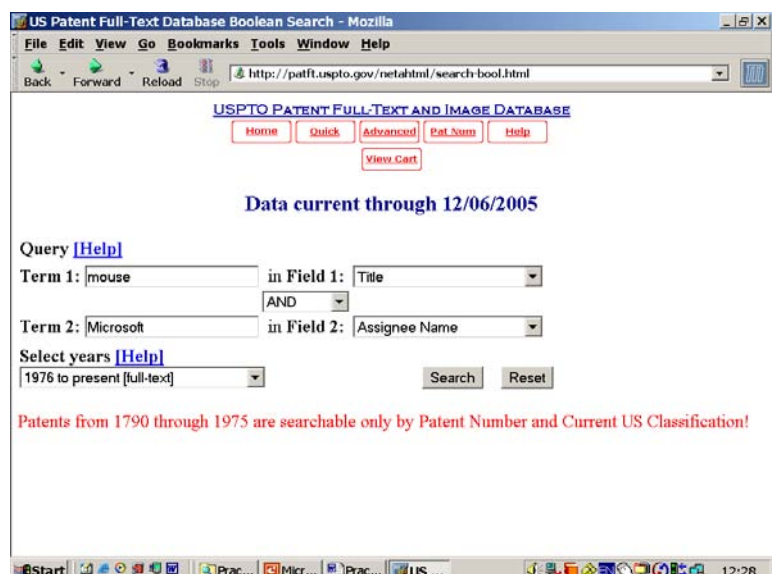 US Patent Full-Text Database Boolean Search - Mozilla
File Edit View Go Bookmarks Tools Window Help
Back Forward Reload Stop http://patft.uspto.gov/netahtml/search-bool.html
USPTO PATENT FULL-TEXT AND IMAGE DATABASE
Home Quick Advanced Pat Num Help
View Cart
Data current through 12/06/2005
Query [Help]
Term 1: mouse in Field 1: Title
AND
Term 2: Microsoft in Field 2: Assignee Name
Select years [Help]
1976 to present [full-text] Search Reset
Patents from 1790 through 1975 are searchable only by Patent Number and Current US Classification!
Start Prac... Micr... Prac... US ... 12:28